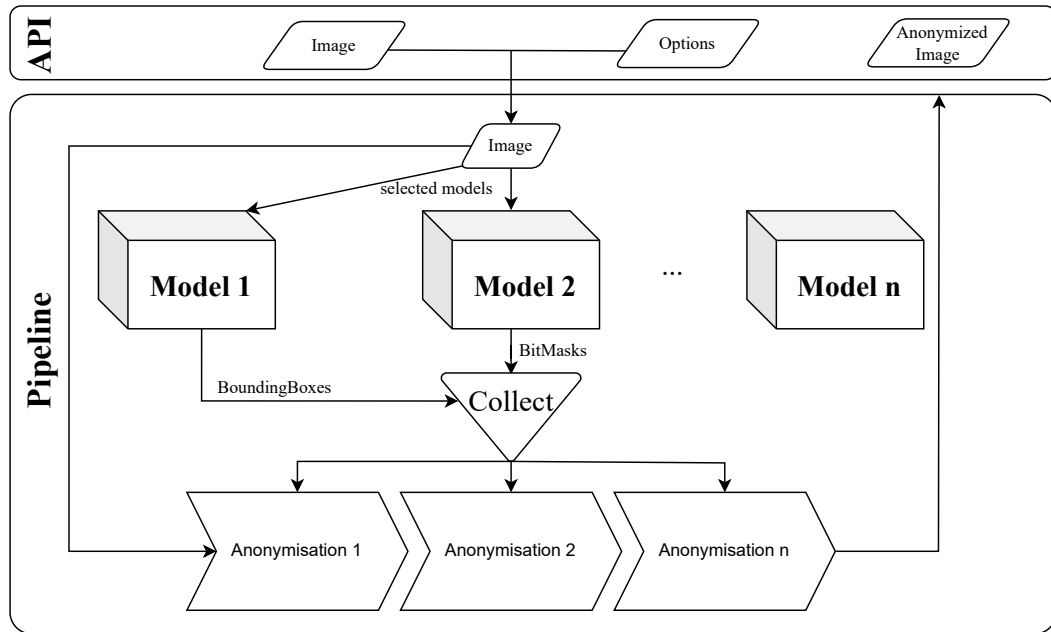 API
Image
Options
Anonymized
Image
Pipeline
Image
selected models
Model 1
Model 2
...
Model n
BitMasks
BoundingBoxes
Collect
Anonymisation 1
Anonymisation 2
Anonymisation n